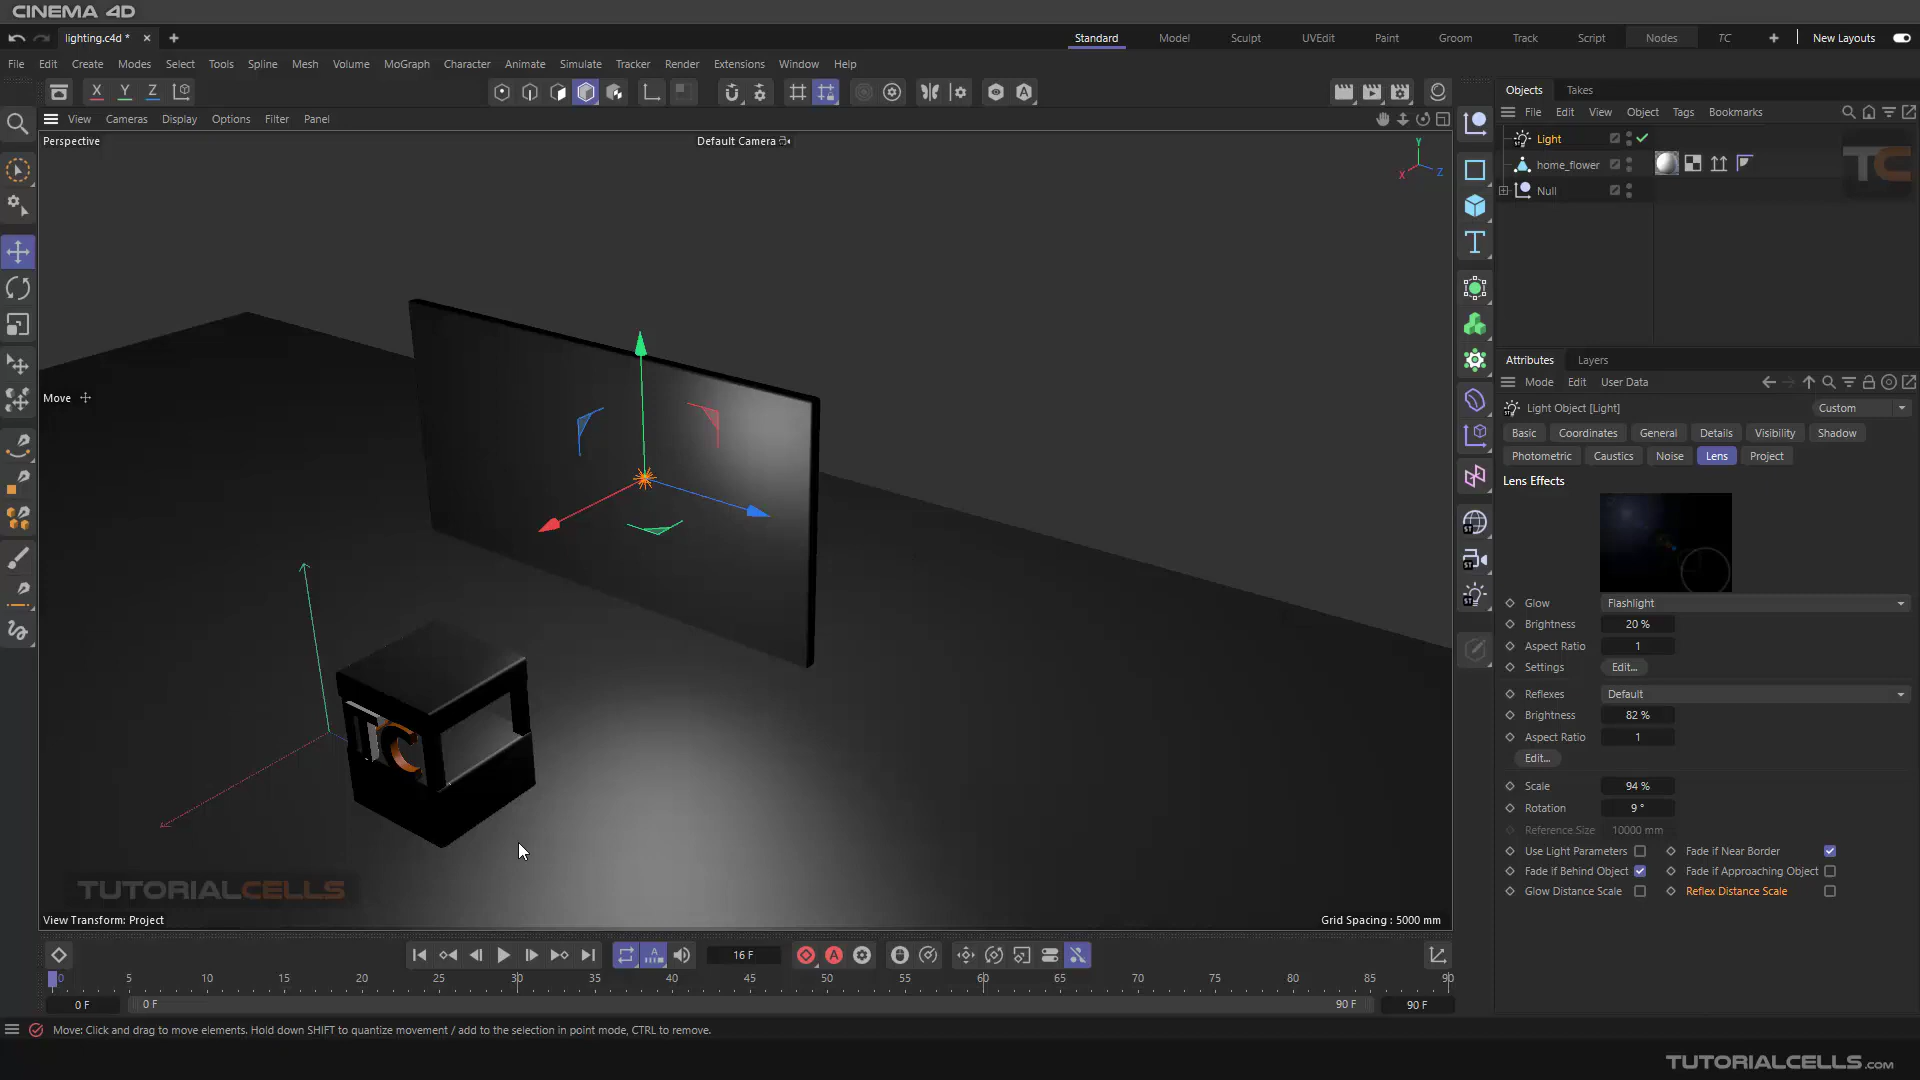 CINEMA 4D
lighting.c4d *
Standard Model Sculpt UVEdit Paint Groom Track Script Nodes TC New Layouts
File Edit Create Modes Select Tools Spline Mesh Volume MoGraph Character Animate Simulate Tracker Render Extensions Window Help
X Y Z
Objects Takes
View Cameras Display Options Filter Panel
File Edit View Object Tags Bookmarks
Perspective
Default Camera
Y
X Z
Light
home_flower
Null
TC
Attributes Layers
Mode Edit User Data
Move
Light Object [Light]
Custom
Basic Coordinates General Details Visibility Shadow
Photometric Caustics Noise Lens Project
Lens Effects
Glow Flashlight
Brightness 20 %
Aspect Ratio 1
Settings Edit...
Reflexes Default
Brightness 82 %
Aspect Ratio 1
Edit...
Scale 94 %
Rotation 9 °
Reference Size 10000 mm
Use Light Parameters Fade if Near Border
Fade if Behind Object Fade if Approaching Object
Glow Distance Scale Reflex Distance Scale
TC
TUTORIALCELLS
View Transform: Project
Grid Spacing : 5000 mm
16 F
0 5 10 15 20 25 30 35 40 45 50 55 60 65 70 75 80 85 90
0 F 0 F 90 F 90 F
Move: Click and drag to move elements. Hold down SHIFT to quantize movement / add to the selection in point mode, CTRL to remove.
TUTORIALCELLS.com